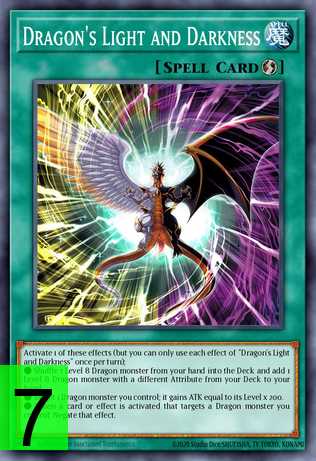 Dragon's Light and Darkness
魔
[Spell Card]
Activate 1 of these effects (but you can only use each effect of "Dragon's Light
and Darkness" once per turn);
● Shuffle 1 Level 8 Dragon monster from your hand into the Deck and add 1
Level 8 Dragon monster with a different Attribute from your Deck to your
1 Dragon monster you control; it gains ATK equal to its Level x 200.
a card or effect is activated that targets a Dragon monster you
Negate that effect.
7
©2020 Studio Dice/SHUEISHA, TV TOKYO, KONAMI